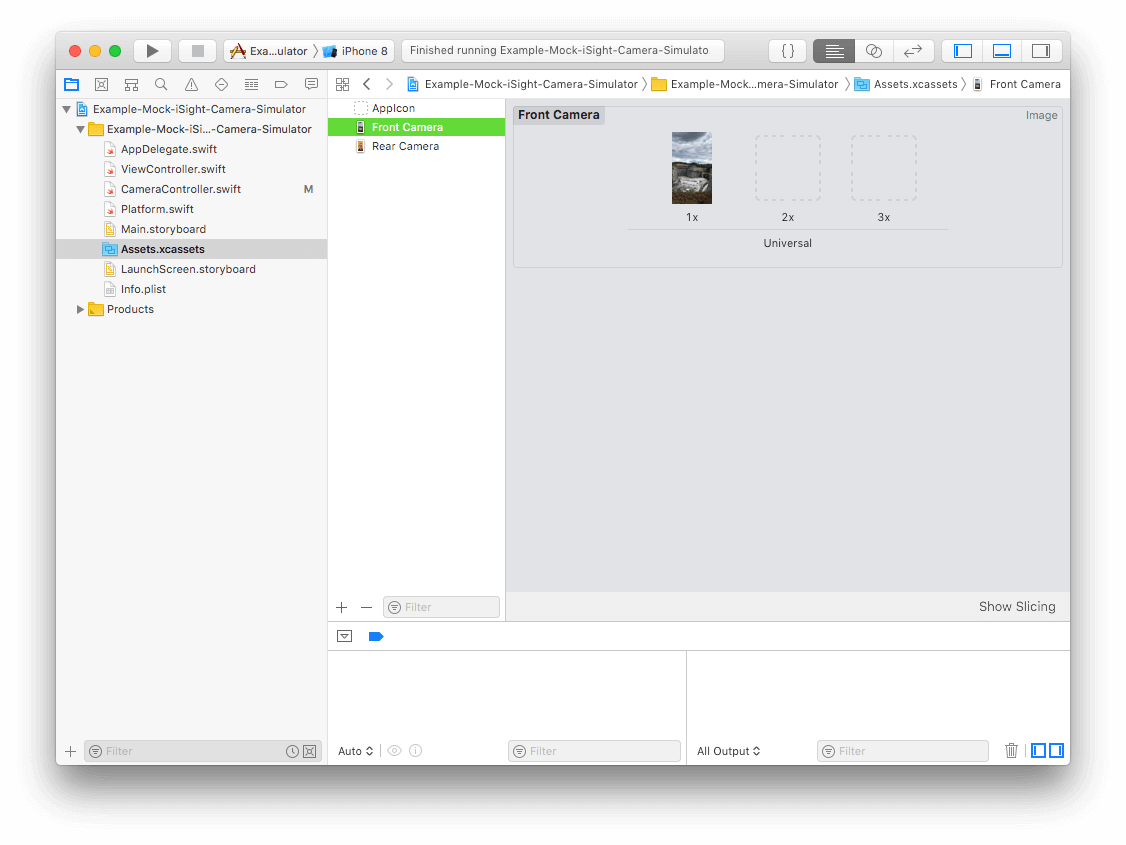 Exa...ulator
iPhone 8
Finished running Example-Mock-iSight-Camera-Simulato
{ }
Example-Mock-iSight-Camera-Simulator
Example-Mock...mera-Simulator
Assets.xcassets
Front Camera
Example-Mock-iSight-Camera-Simulator
Example-Mock-iSi...-Camera-Simulator
AppDelegate.swift
ViewController.swift
CameraController.swift M
Platform.swift
Main.storyboard
Assets.xcassets
LaunchScreen.storyboard
Info.plist
Products
AppIcon
Front Camera
Rear Camera
Front Camera
Image
1x
2x
3x
Universal
Filter
Show Slicing
Filter
Auto
Filter
All Output
Filter